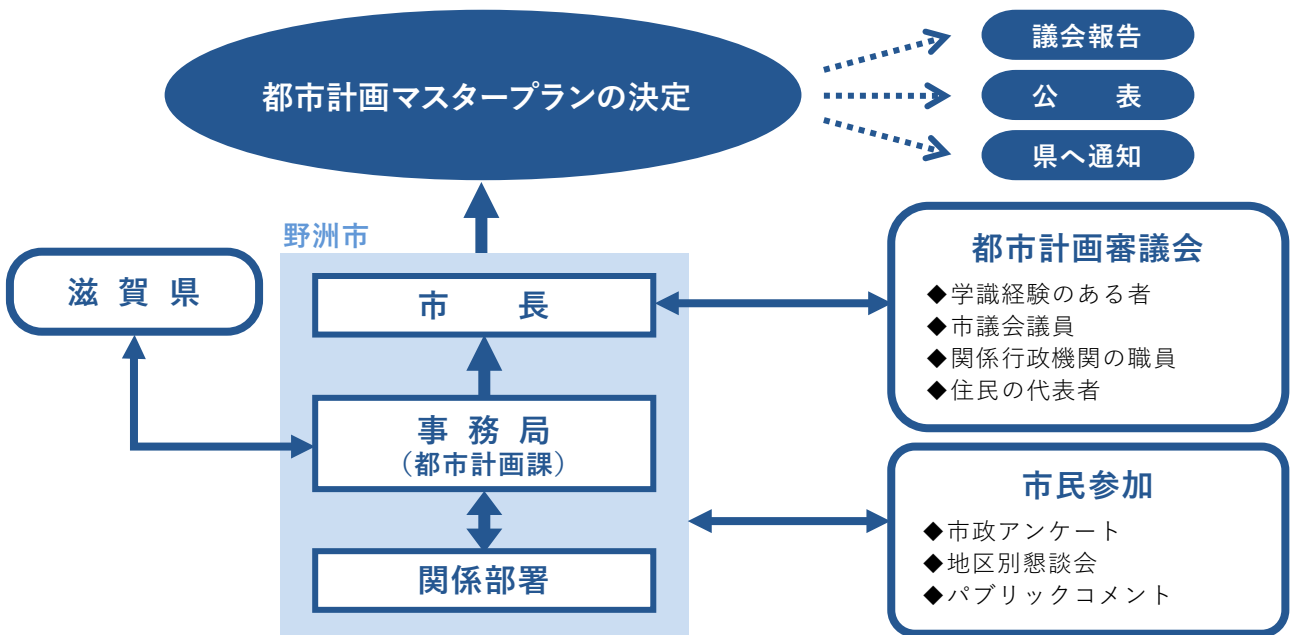 都市計画マスタープランの決定
議会報告
公　　表
県へ通知
野洲市
滋 賀 県
市　　長
事 務 局
（都市計画課）
関係部署
都市計画審議会
◆学識経験のある者
◆市議会議員
◆関係行政機関の職員
◆住民の代表者
市民参加
◆市政アンケート
◆地区別懇談会
◆パブリックコメント